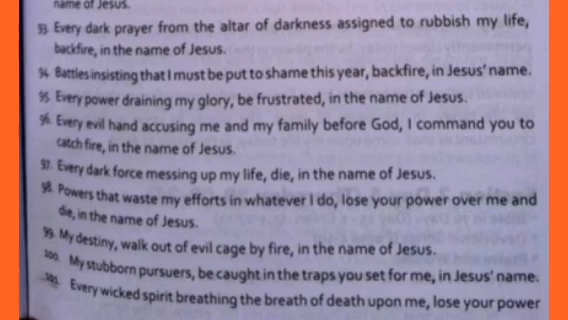 name of Jesus.
93. Every dark prayer from the altar of darkness assigned to rubbish my life,
backfire, in the name of Jesus.
94. Battles insisting that I must be put to shame this year, backfire, in Jesus' name.
95. Every power draining my glory, be frustrated, in the name of Jesus.
96. Every evil hand accusing me and my family before God, I command you to
catch fire, in the name of Jesus.
97. Every dark force messing up my life, die, in the name of Jesus.
98. Powers that waste my efforts in whatever I do, lose your power over me and
die, in the name of Jesus.
99. My destiny, walk out of evil cage by fire, in the name of Jesus.
100. My stubborn pursuers, be caught in the traps you set for me, in Jesus' name.
101. Every wicked spirit breathing the breath of death upon me, lose your power